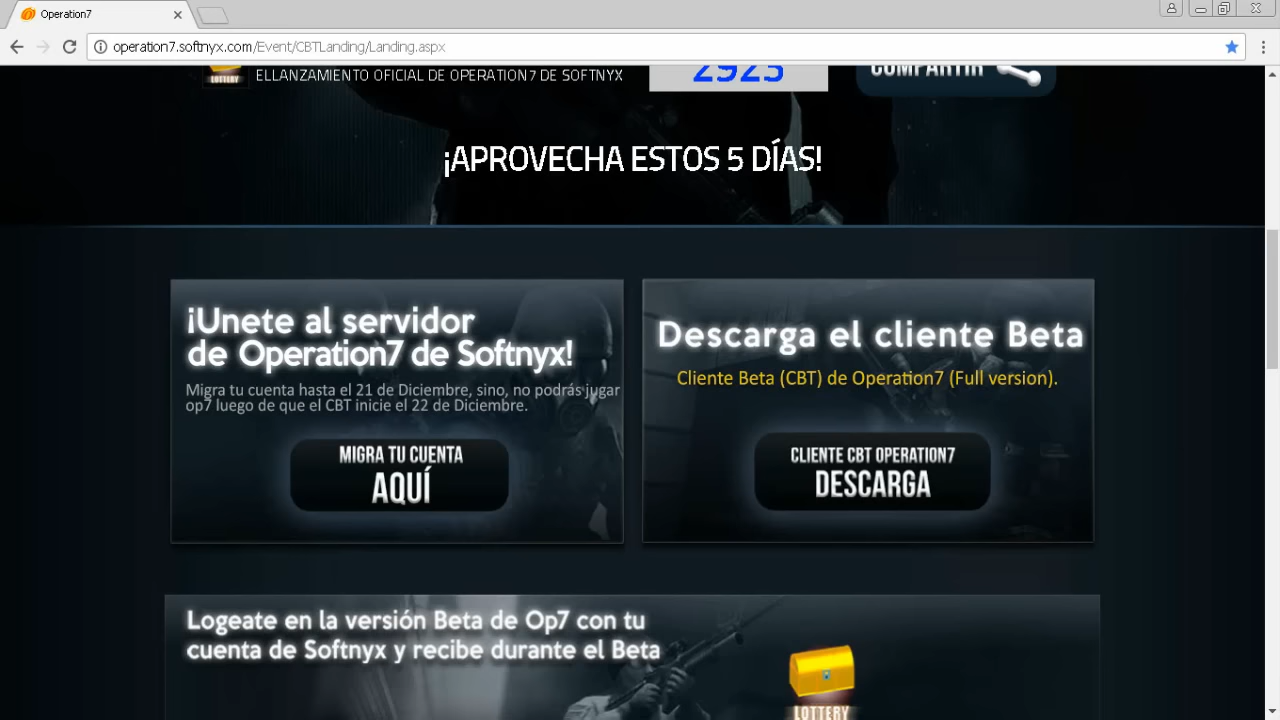 Operation7
operation7.softnyx.com/Event/CBTLanding/Landing.aspx
LOTTERY
ELLANZAMIENTO OFICIAL DE OPERATION7 DE SOFTNYX
2923
COMPARTIR
¡APROVECHA ESTOS 5 DÍAS!
¡Unete al servidor
de Operation7 de Softnyx!
Migra tu cuenta hasta el 21 de Diciembre, sino, no podrás jugar
op7 luego de que el CBT inicie el 22 de Diciembre.
MIGRA TU CUENTA
AQUÍ
Descarga el cliente Beta
Cliente Beta (CBT) de Operation7 (Full version).
CLIENTE CBT OPERATION7
DESCARGA
Logeate en la versión Beta de Op7 con tu
cuenta de Softnyx y recibe durante el Beta
LOTTERY